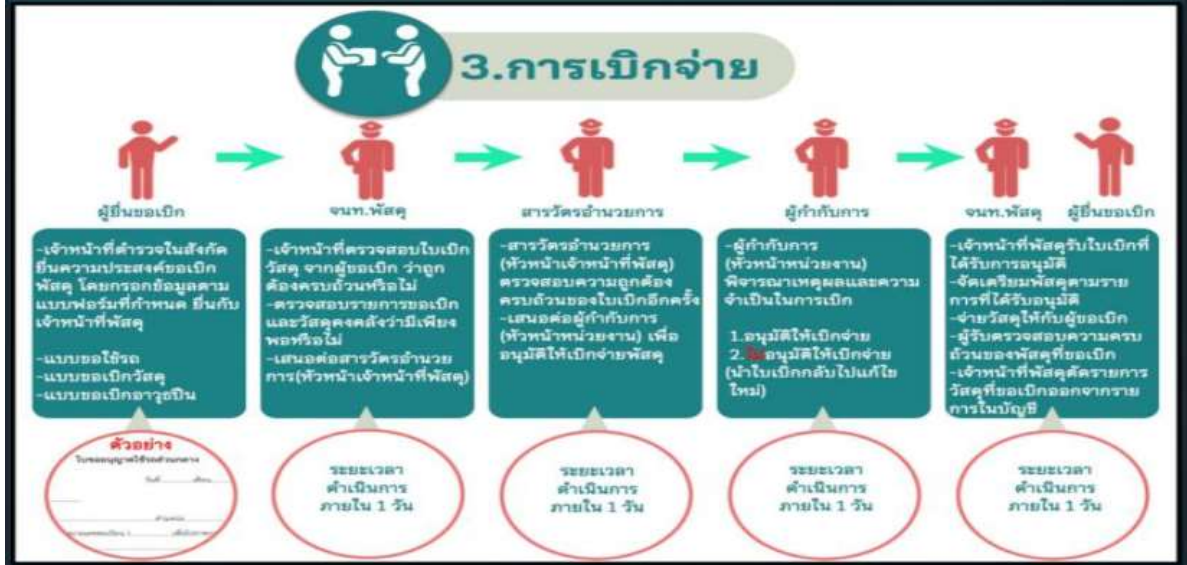 3.การเบิกจ่าย
ผู้ยื่นขอเบิก
จนท.พัสดุ
สารวัตรอำนวยการ
ผู้กำกับการ
จนท.พัสดุ
ผู้ยื่นขอเบิก
-เจ้าหน้าที่ตำรวจในสังกัด
ยื่นความประสงค์ขอเบิก
พัสดุ โดยกรอกข้อมูลตาม
แบบฟอร์มที่กำหนด ยื่นกับ
เจ้าหน้าที่พัสดุ
-แบบขอใช้รถ
-แบบขอเบิกวัสดุ
-แบบขอเบิกอาวุธปืน
-เจ้าหน้าที่ตรวจสอบใบเบิก
วัสดุ จากผู้ขอเบิก ว่าถูก
ต้องครบถ้วนหรือไม่
-ตรวจสอบรายการขอเบิก
และวัสดุคงคลังว่ามีเพียง
พอหรือไม่
-เสนอต่อสารวัตรอำนวย
การ(หัวหน้าเจ้าหน้าที่พัสดุ)
-สารวัตรอำนวยการ
(หัวหน้าเจ้าหน้าที่พัสดุ)
ตรวจสอบความถูกต้อง
ครบถ้วนของใบเบิกอีกครั้ง
-เสนอต่อผู้กำกับการ
(หัวหน้าหน่วยงาน) เพื่อ
อนุมัติให้เบิกจ่ายพัสดุ
-ผู้กำกับการ
(หัวหน้าหน่วยงาน)
พิจารณาเหตุผลและความ
จำเป็นในการเบิก
1.อนุมัติให้เบิกจ่าย
2.ไม่อนุมัติให้เบิกจ่าย
(นำใบเบิกกลับไปแก้ไข
ใหม่)
-เจ้าหน้าที่พัสดุรับใบเบิกที่
ได้รับการอนุมัติ
-จัดเตรียมพัสดุตามราย
การที่ได้รับอนุมัติ
-จ่ายวัสดุให้กับผู้ขอเบิก
-ผู้รับตรวจสอบความครบ
ถ้วนของพัสดุที่ขอเบิก
-เจ้าหน้าที่พัสดุตัดรายการ
วัสดุที่ขอเบิกออกจากราย
การในบัญชี
ตัวอย่าง
ใบขออนุญาตใช้รถส่วนกลาง
ระยะเวลา
ดำเนินการ
ภายใน 1 วัน
ระยะเวลา
ดำเนินการ
ภายใน 1 วัน
ระยะเวลา
ดำเนินการ
ภายใน 1 วัน
ระยะเวลา
ดำเนินการ
ภายใน 1 วัน